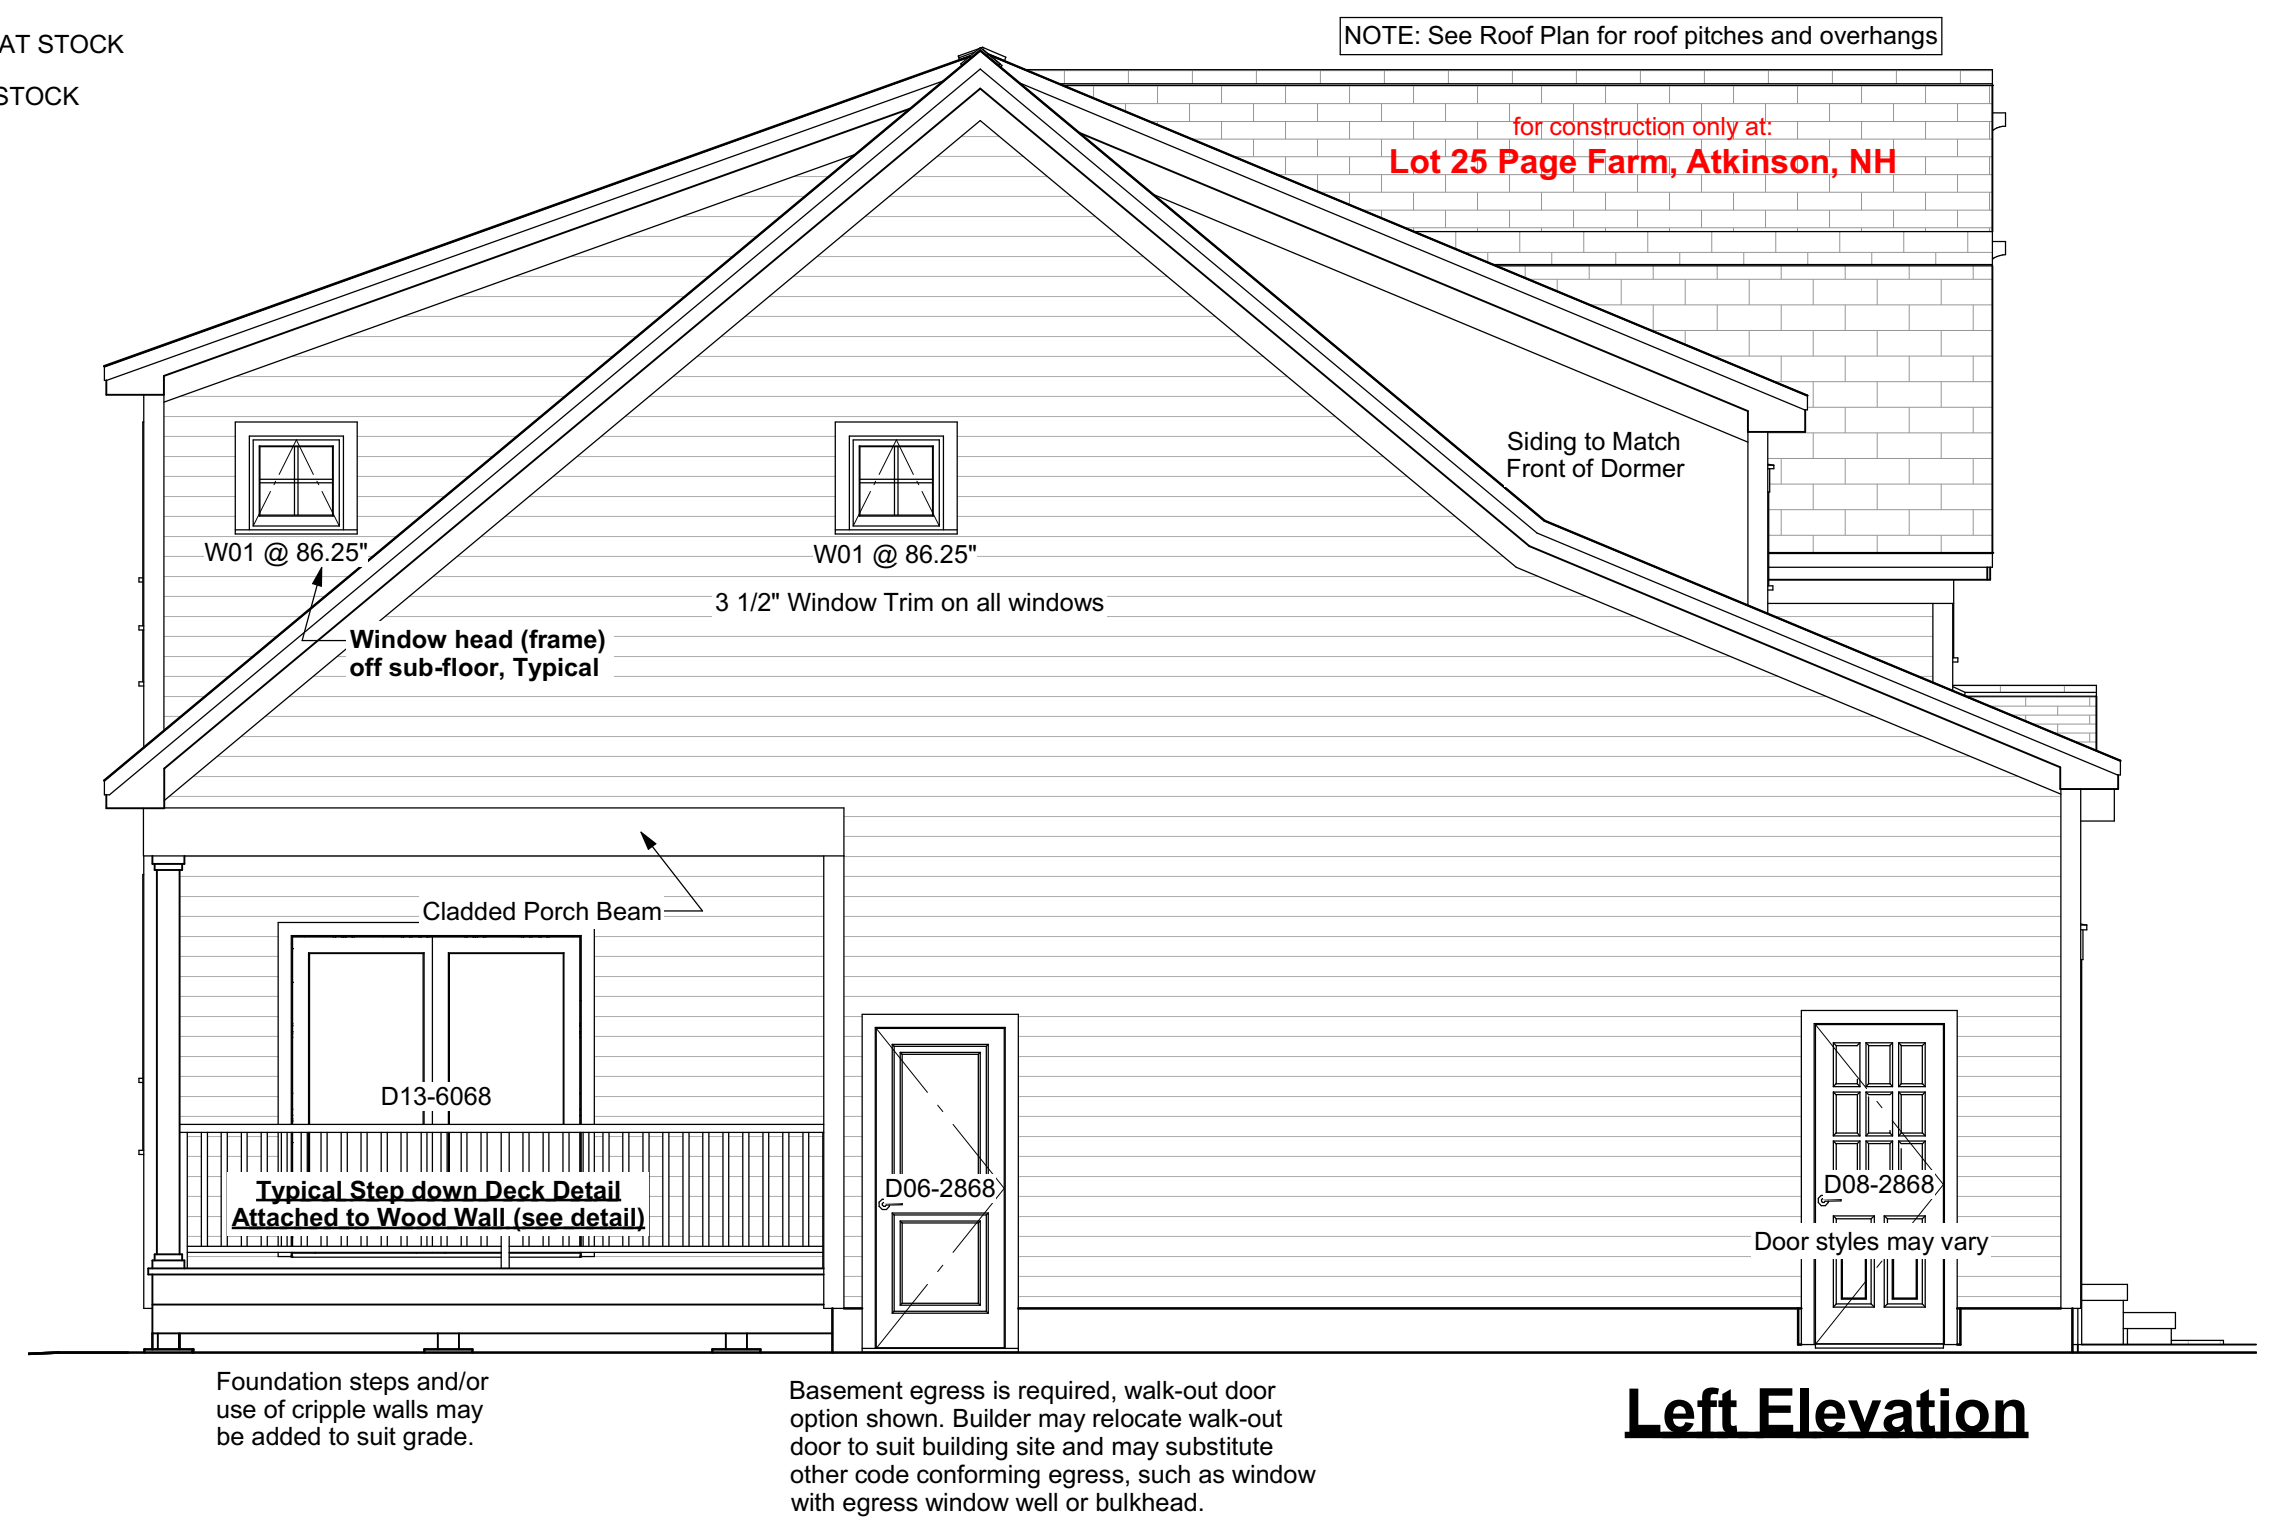 AT STOCK
STOCK
NOTE: See Roof Plan for roof pitches and overhangs
for construction only at:
Lot 25 Page Farm, Atkinson, NH
Siding to Match
Front of Dormer
W01 @ 86.25"
W01 @ 86.25"
3 1/2" Window Trim on all windows
Window head (frame)
off sub-floor, Typical
Cladded Porch Beam
D13-6068
Typical Step down Deck Detail
Attached to Wood Wall (see detail)
D06-2868
D08-2868
Door styles may vary
Foundation steps and/or
use of cripple walls may
be added to suit grade.
Basement egress is required, walk-out door
option shown. Builder may relocate walk-out
door to suit building site and may substitute
other code conforming egress, such as window
with egress window well or bulkhead.
Left Elevation